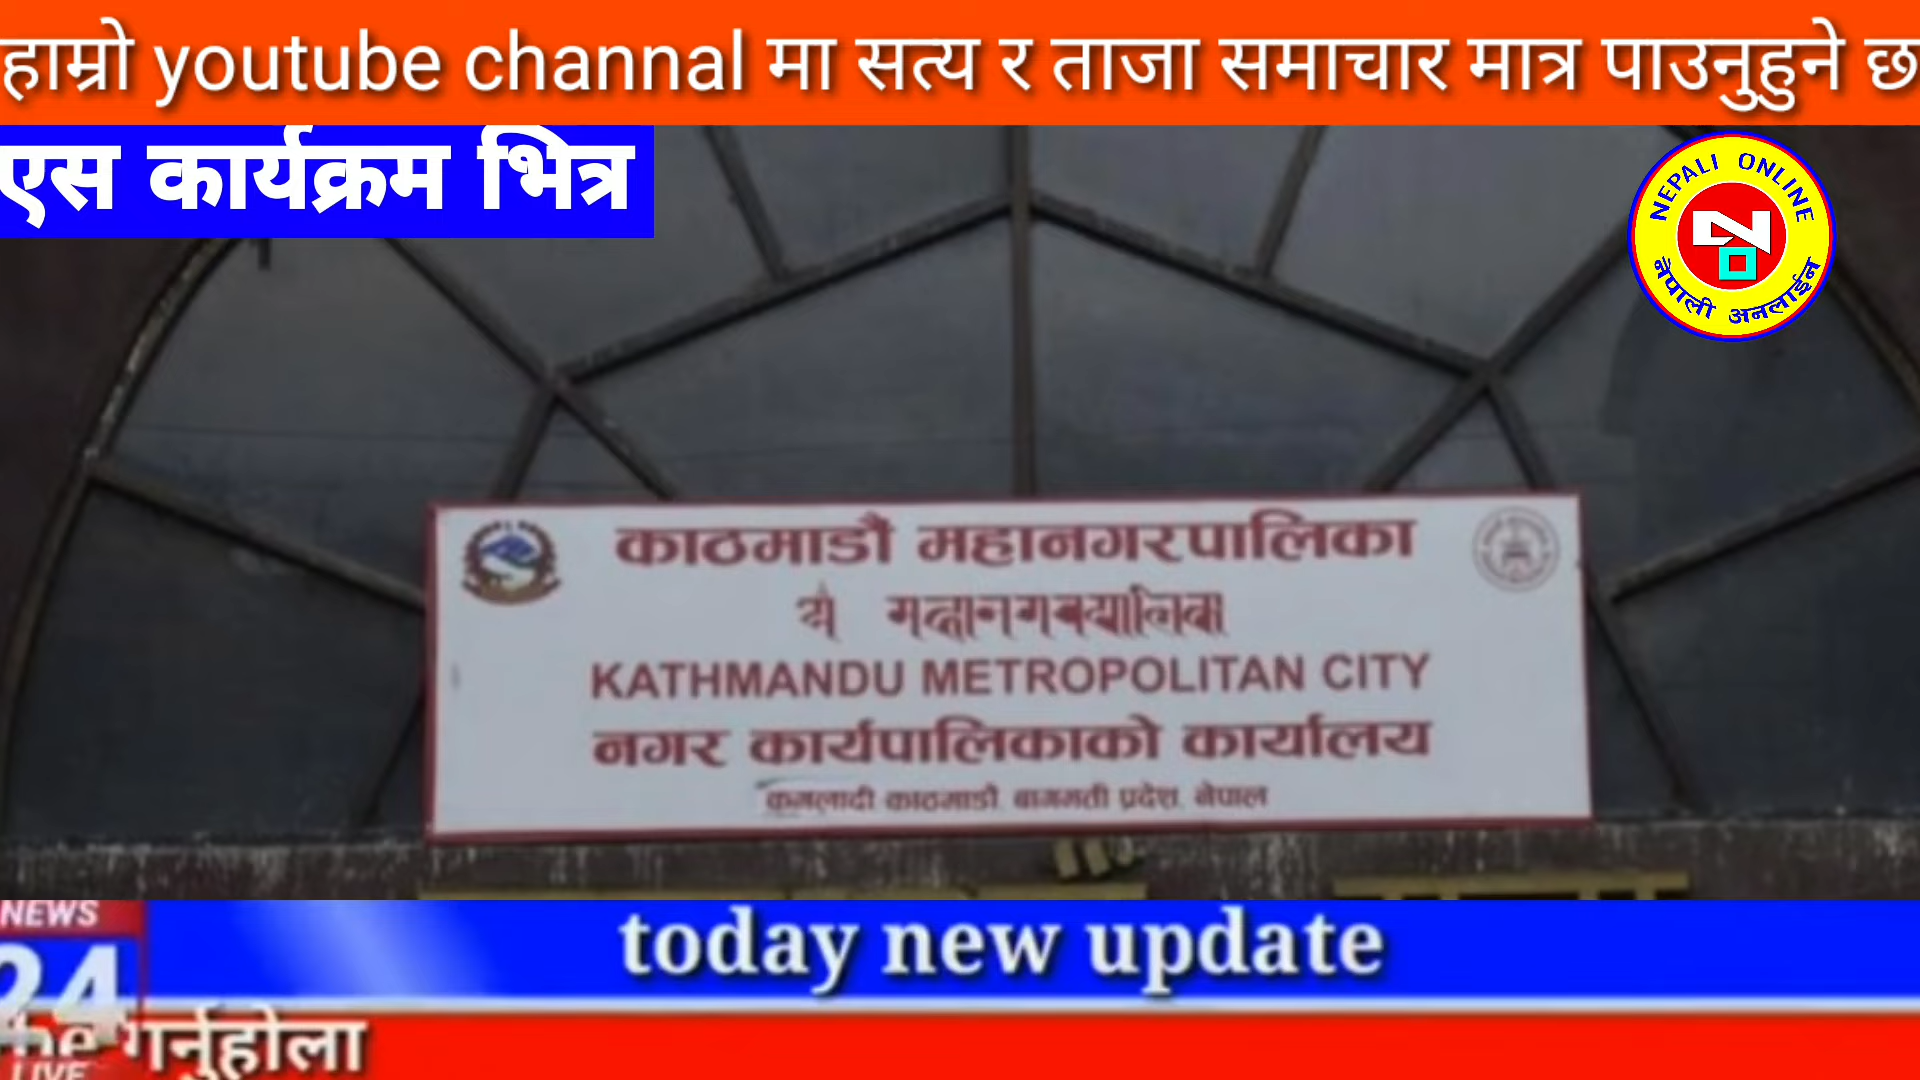 हाम्रो youtube channal मा सत्य र ताजा समाचार मात्र पाउनुहुने छ
एस कार्यक्रम भित्र
NEPALI ONLINE
नेपाली अनलाईन
काठमाडौं महानगरपालिका
KATHMANDU METROPOLITAN CITY
नगर कार्यपालिकाको कार्यालय
काठमाडौं, बागमती प्रदेश, नेपाल
NEWS
24
LIVE
today new update
be गर्नुहोला